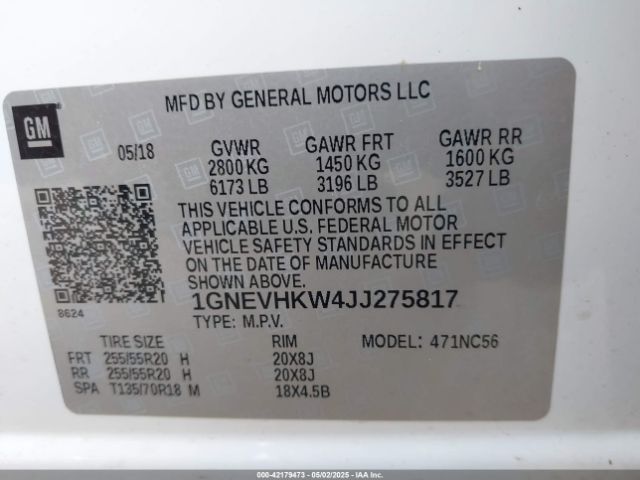 MFD BY GENERAL MOTORS LLC
GM
05/18 GVWR GAWR FRT GAWR RR
2800 KG 1450 KG 1600 KG
6173 LB 3196 LB 3527 LB
THIS VEHICLE CONFORMS TO ALL
APPLICABLE U.S. FEDERAL MOTOR
VEHICLE SAFETY STANDARDS IN EFFECT
ON THE DATE OF MANUFACTURE
SHOWN ABOVE.
8624
1GNEVHKW4JJ275817
TYPE: M.P.V.
TIRE SIZE RIM MODEL: 471NC56
FRT 255/55R20 H 20X8J
RR 255/55R20 H 20X8J
SPA T135/70R18 M 18X4.5B
000-42179473 - 05/02/2025 - IAA Inc.